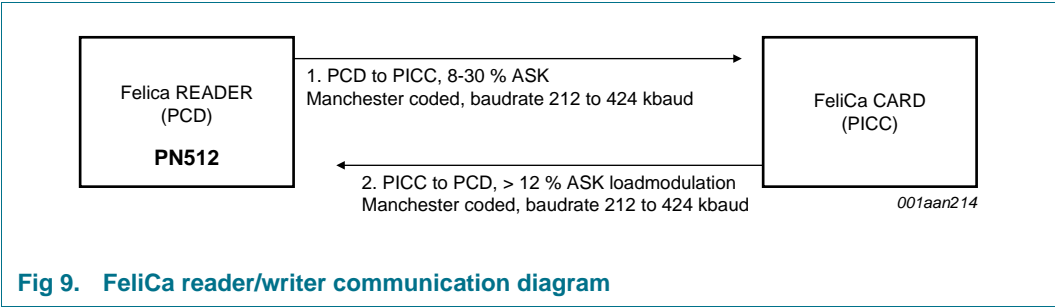 Felica READER
(PCD)
PN512
1. PCD to PICC, 8-30 % ASK
Manchester coded, baudrate 212 to 424 kbaud
FeliCa CARD
(PICC)
2. PICC to PCD, > 12 % ASK loadmodulation
Manchester coded, baudrate 212 to 424 kbaud
001aan214
Fig 9. FeliCa reader/writer communication diagram